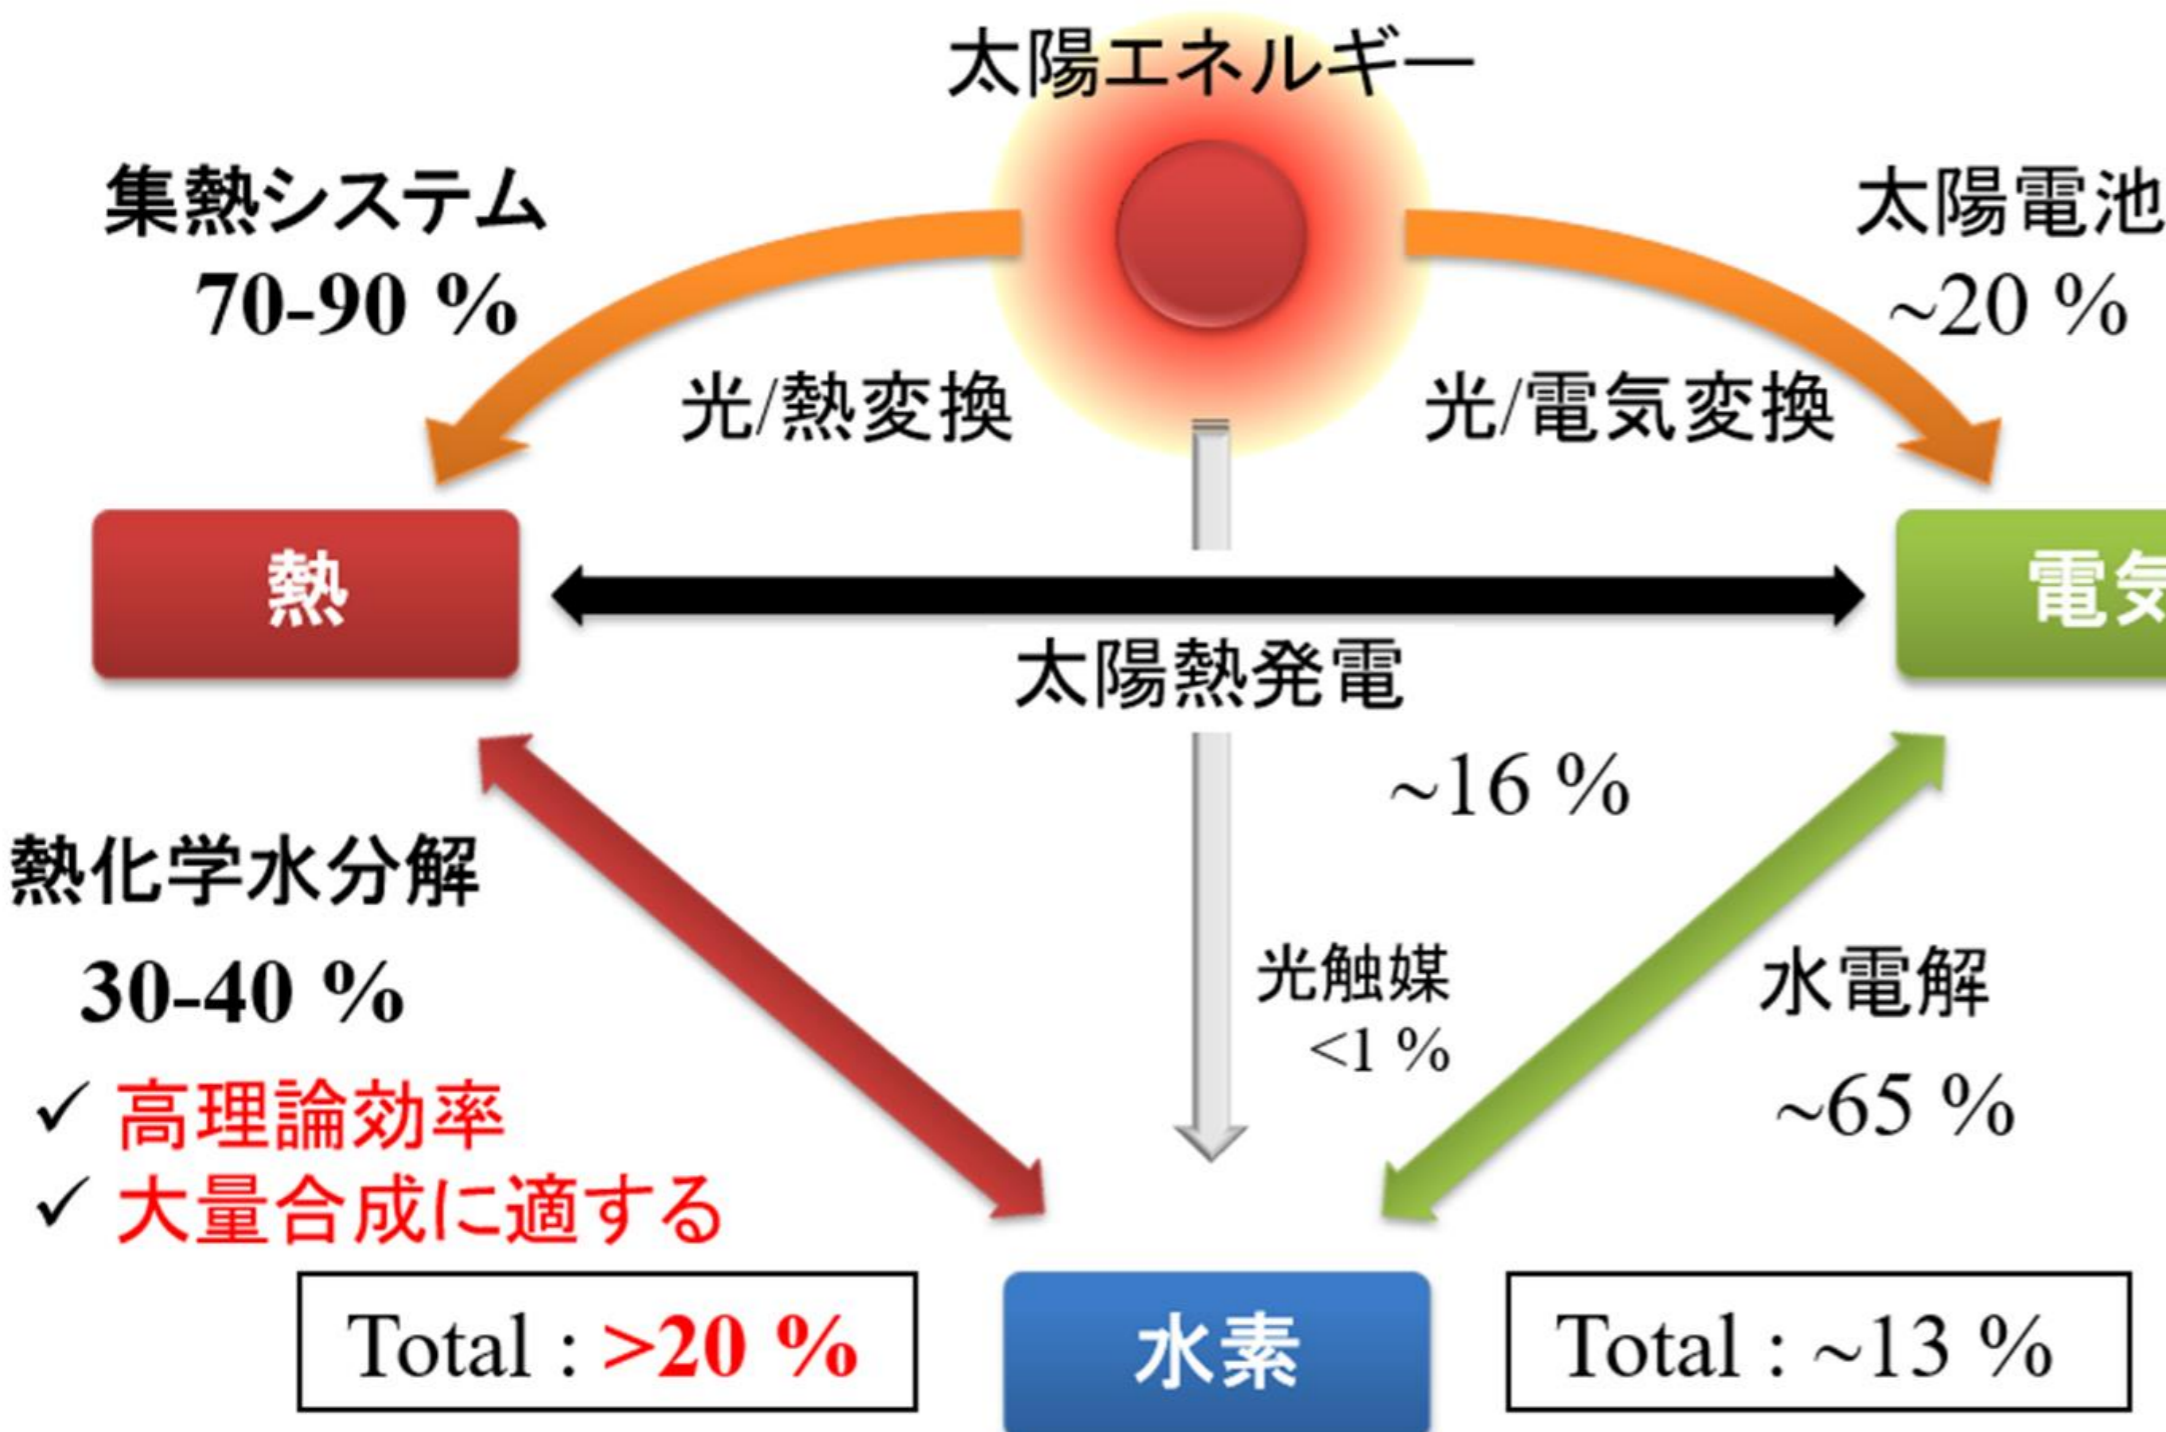 太陽エネルギー
集熱システム
70-90 %
太陽電池
~20 %
光/熱変換
光/電気変換
熱
電気
太陽熱発電
~16 %
熱化学水分解
30-40 %
光触媒
<1 %
水電解
~65 %
✓ 高理論効率
✓ 大量合成に適する
Total : >20 %
水素
Total : ~13 %